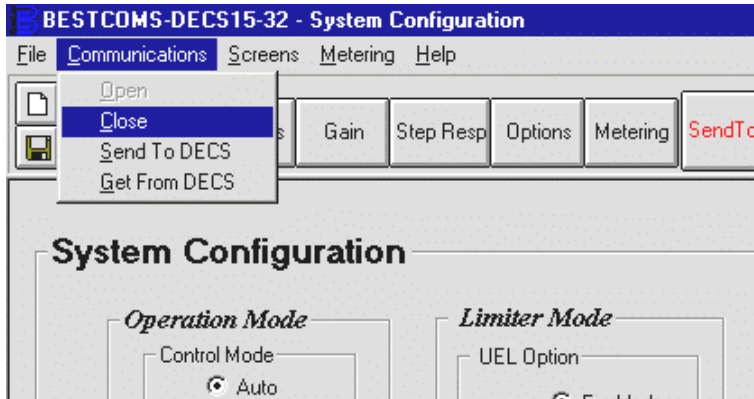 BESTCOMS-DECS15-32 - System Configuration
File Communications Screens Metering Help
Open
Close
Send To DECS
Get From DECS
Gain Step Resp Options Metering SendTo
System Configuration
Operation Mode Limiter Mode
Control Mode UEL Option
Auto